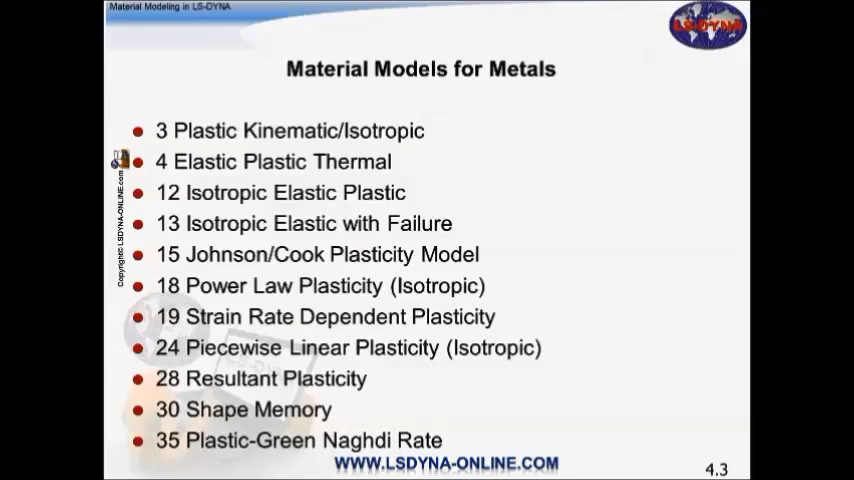 Material Modeling in LS-DYNA
LS-DYNA
Material Models for Metals
3 Plastic Kinematic/Isotropic
4 Elastic Plastic Thermal
12 Isotropic Elastic Plastic
13 Isotropic Elastic with Failure
15 Johnson/Cook Plasticity Model
18 Power Law Plasticity (Isotropic)
19 Strain Rate Dependent Plasticity
24 Piecewise Linear Plasticity (Isotropic)
28 Resultant Plasticity
30 Shape Memory
35 Plastic-Green Naghdi Rate
Copyright© LSDYNA-ONLINE.com
LS-DYNA
WWW.LSDYNA-ONLINE.COM
4.3